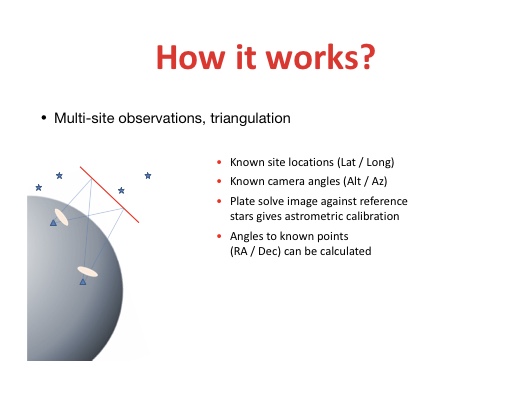 How it works?
• Multi-site observations, triangulation
• Known site locations (Lat / Long)
• Known camera angles (Alt / Az)
• Plate solve image against reference
stars gives astrometric calibration
• Angles to known points
(RA / Dec) can be calculated